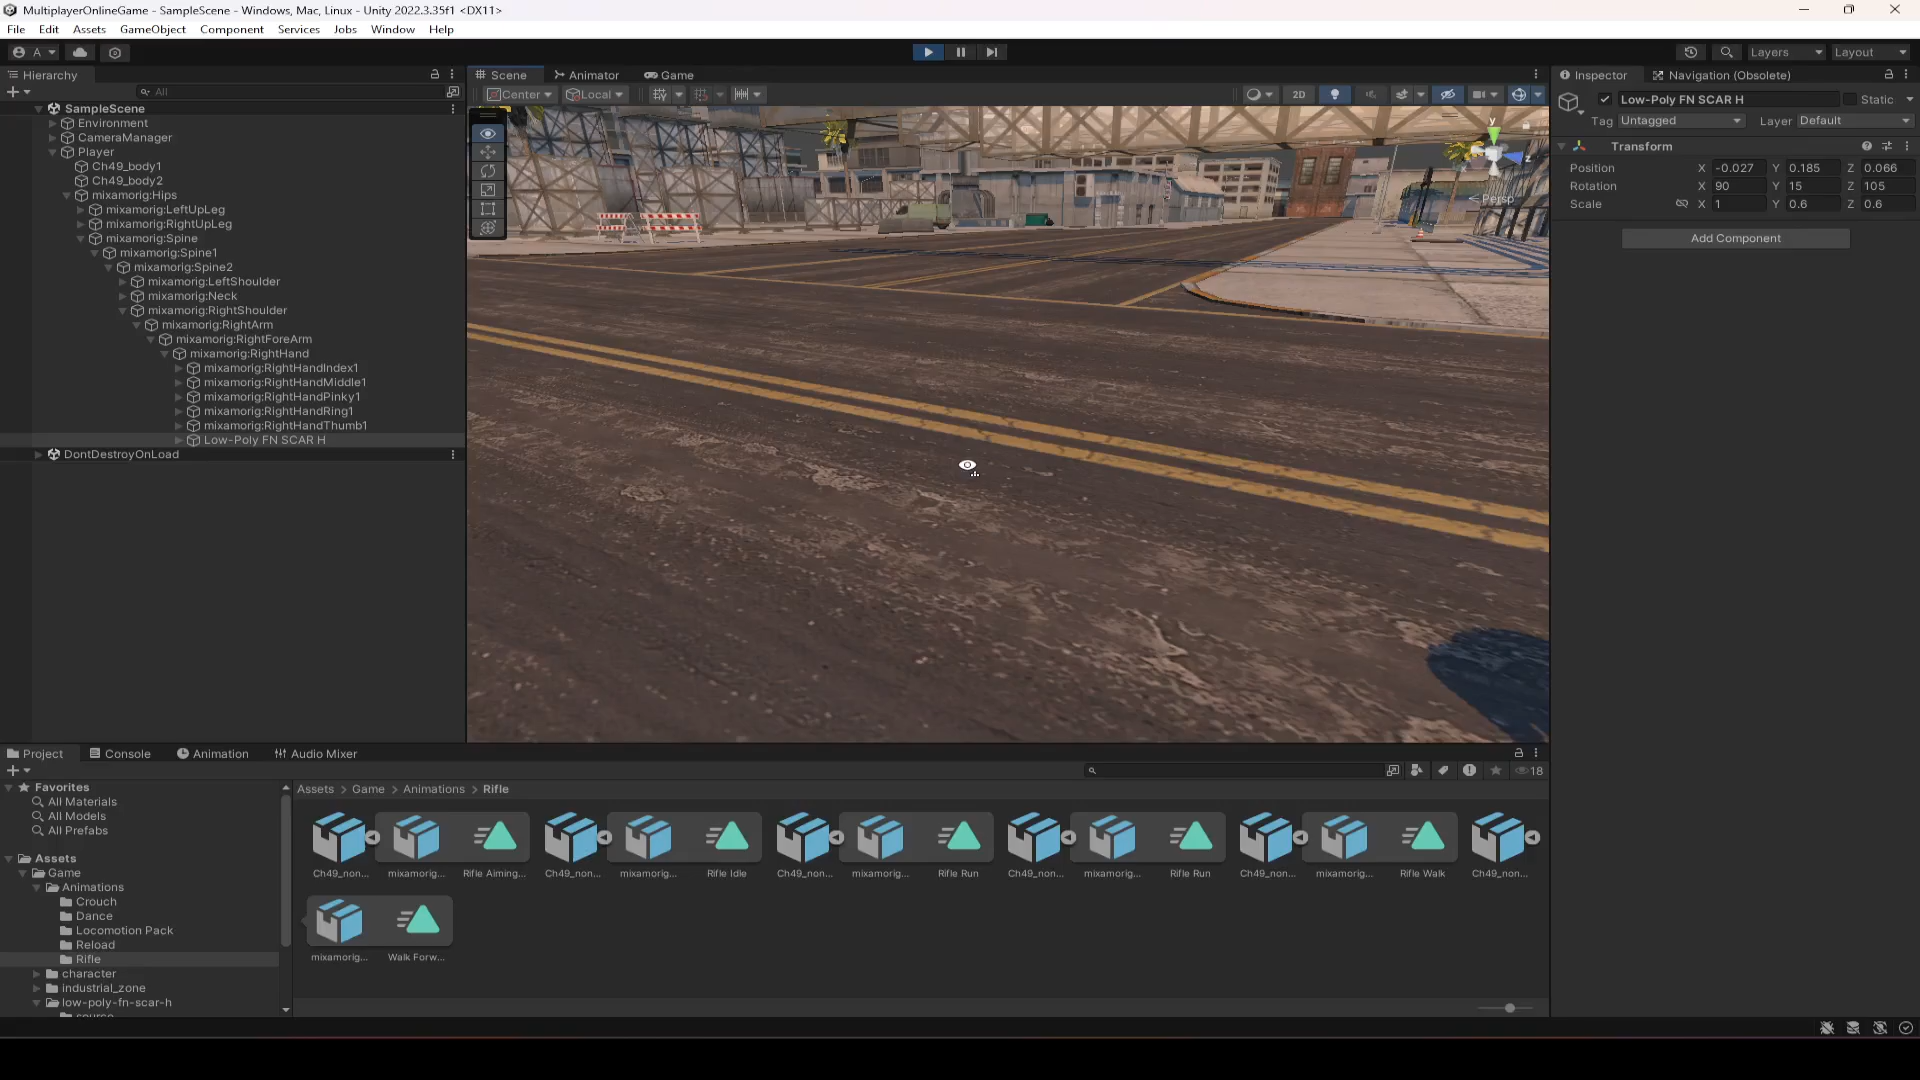 MultiplayerOnlineGame - SampleScene - Windows, Mac, Linux - Unity 2022.3.35f1 <DX11>
File Edit Assets GameObject Component Services Jobs Window Help
A Layers Layout
Hierarchy
All
SampleScene
Environment
CameraManager
Player
Ch49_body1
Ch49_body2
mixamorig:Hips
mixamorig:LeftUpLeg
mixamorig:RightUpLeg
mixamorig:Spine
mixamorig:Spine1
mixamorig:Spine2
mixamorig:LeftShoulder
mixamorig:Neck
mixamorig:RightShoulder
mixamorig:RightArm
mixamorig:RightForeArm
mixamorig:RightHand
mixamorig:RightHandIndex1
mixamorig:RightHandMiddle1
mixamorig:RightHandPinky1
mixamorig:RightHandRing1
mixamorig:RightHandThumb1
Low-Poly FN SCAR H
DontDestroyOnLoad
Scene Animator Game
Center Local 2D
y
z
Persp
Inspector Navigation (Obsolete)
Low-Poly FN SCAR H Static
Tag Untagged Layer Default
Transform
Position X -0.027 Y 0.185 Z 0.066
Rotation X 90 Y 15 Z 105
Scale X 1 Y 0.6 Z 0.6
Add Component
Project Console Animation Audio Mixer
18
Favorites
All Materials
All Models
All Prefabs
Assets
Game
Animations
Crouch
Dance
Locomotion Pack
Reload
Rifle
character
industrial_zone
low-poly-fn-scar-h
source
Assets > Game > Animations > Rifle
Ch49_non... mixamorig... Rifle Aiming... Ch49_non... mixamorig... Rifle Idle Ch49_non... mixamorig... Rifle Run Ch49_non... mixamorig... Rifle Run Ch49_non... mixamorig... Rifle Walk Ch49_non...
mixamorig... Walk Forw...